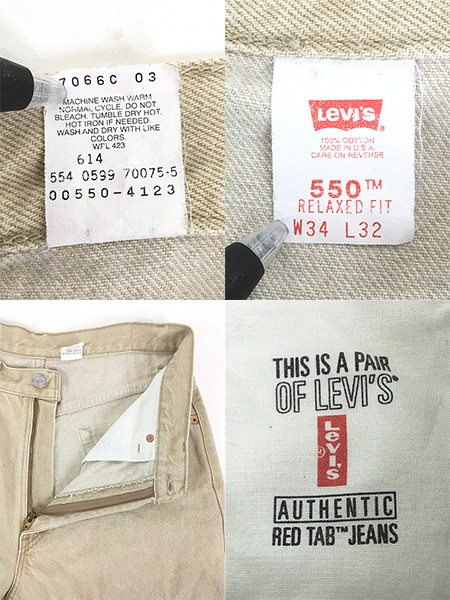 7066C 03
MACHINE WASH WARM
NORMAL CYCLE. DO NOT
BLEACH. TUMBLE DRY HOT.
HOT IRON IF NEEDED.
WASH AND DRY WITH LIKE
COLORS.
WPL 423
614
554 0599 70075-5
00550-4123
LEVI'S
®
100% COTTON
MADE IN U.S.A.
CARE ON REVERSE
550™
RELAXED FIT
W34 L32
THIS IS A PAIR
OF LEVI'S®
Levi's
®
AUTHENTIC
RED TAB™ JEANS